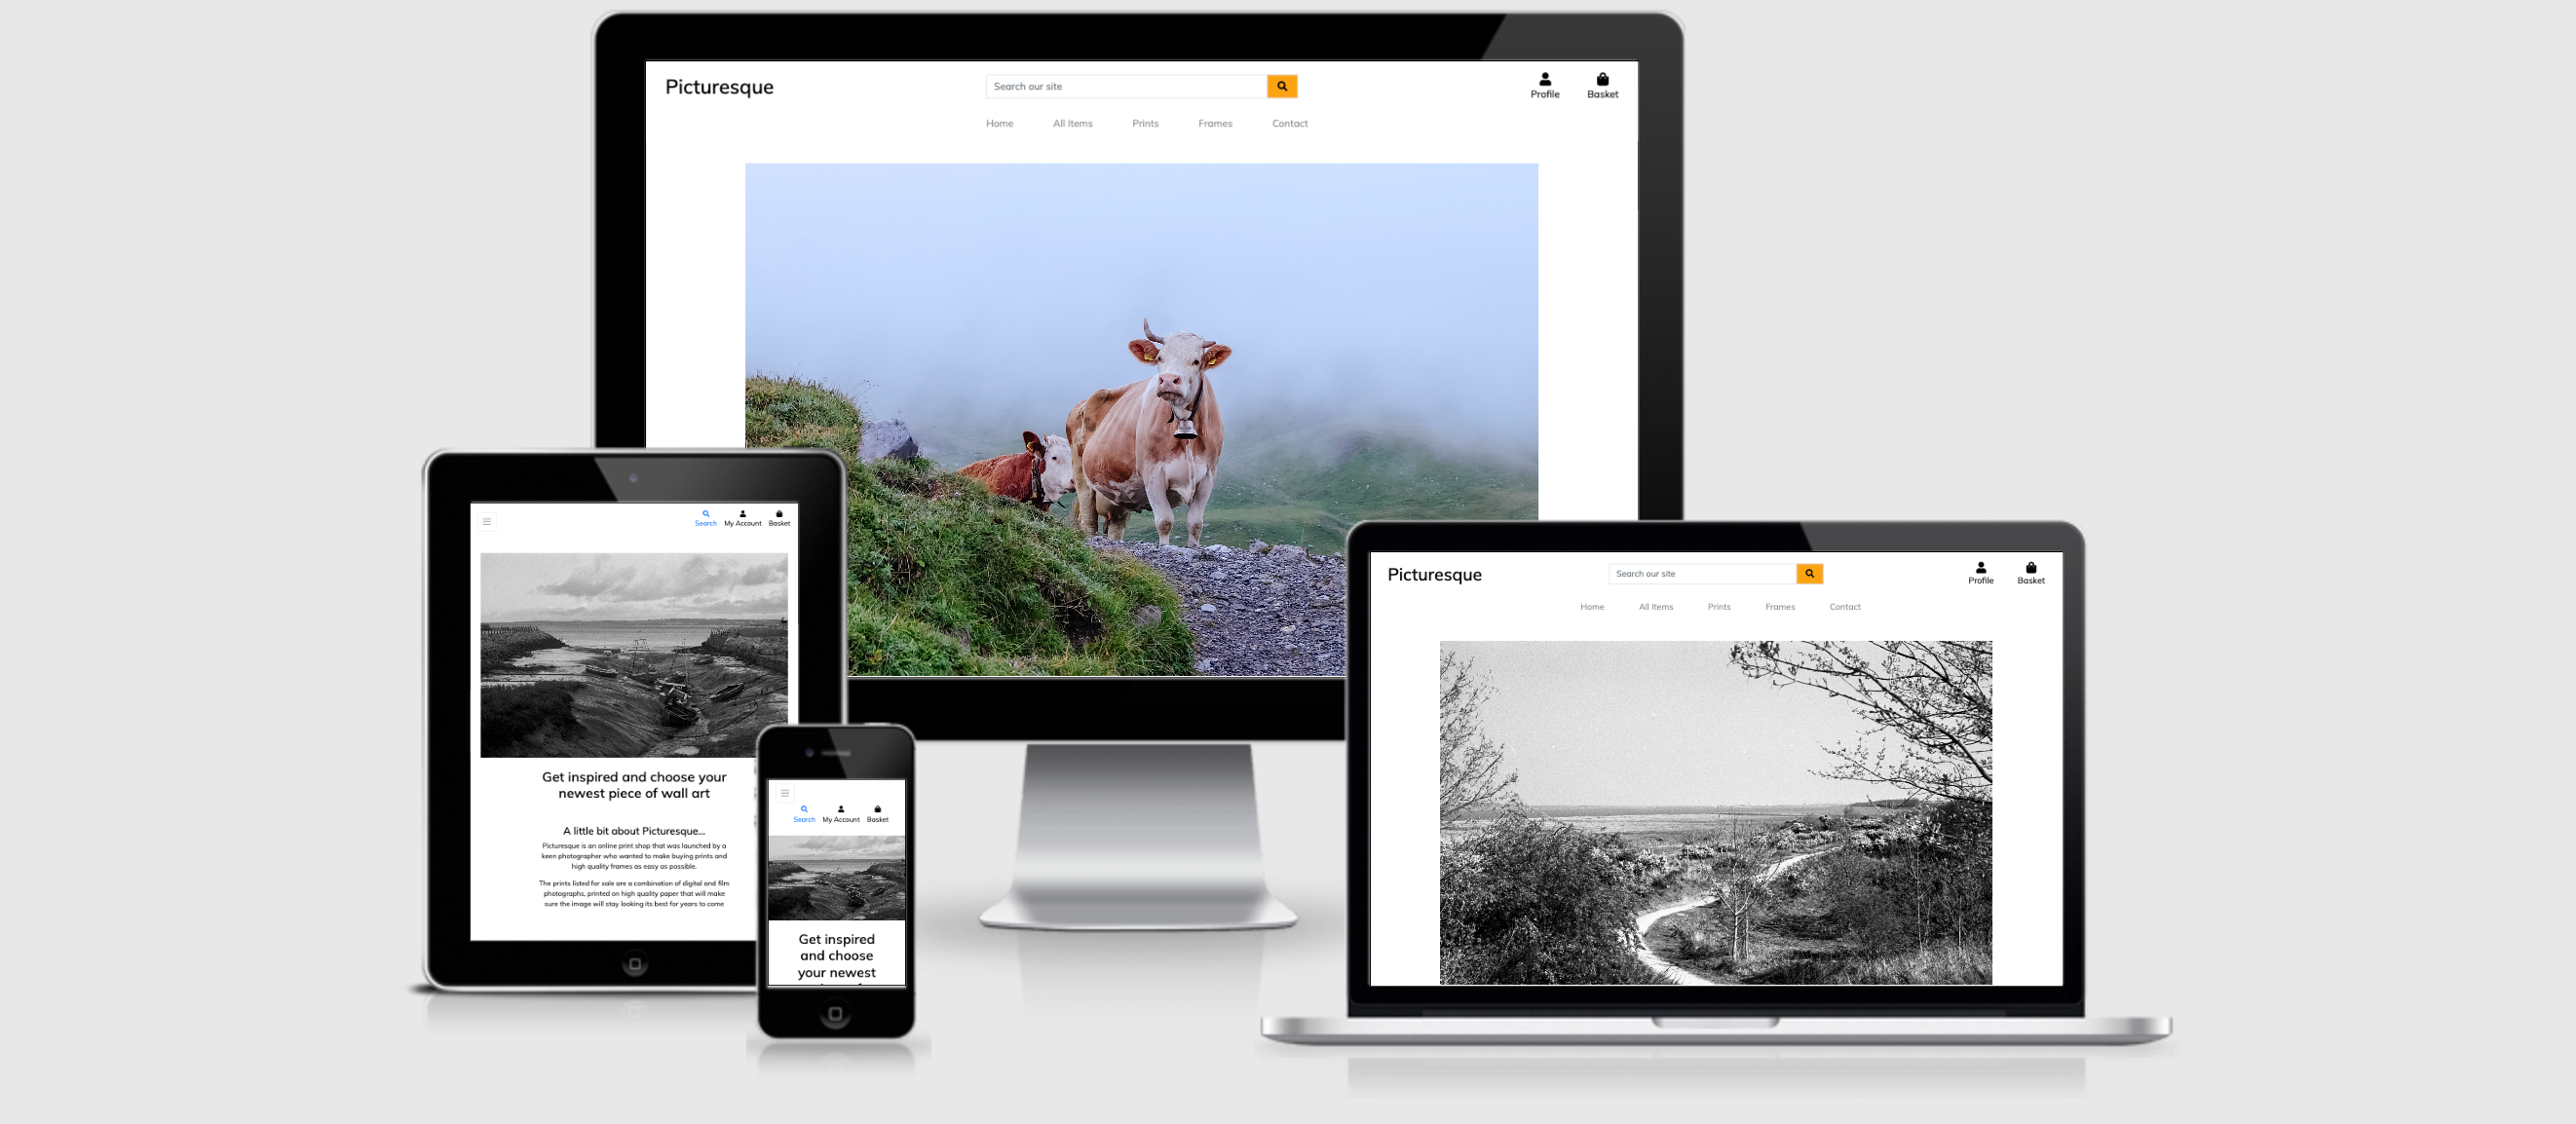 Picturesque
Search our site
Profile
Basket
Home
All Items
Prints
Frames
Contact
Search
My Account
Basket
Get inspired and choose your
newest piece of wall art
A little bit about Picturesque...
Picturesque is an online print shop that was launched by a
keen photographer who wanted to make buying prints and
high quality frames as easy as possible.
The prints listed for sale are a combination of digital and film
photographs, printed on high quality paper that will make
sure the image will stay looking its best for years to come
Search
My Account
Basket
Get inspired
and choose
your newest
Picturesque
Search our site
Profile
Basket
Home
All Items
Prints
Frames
Contact